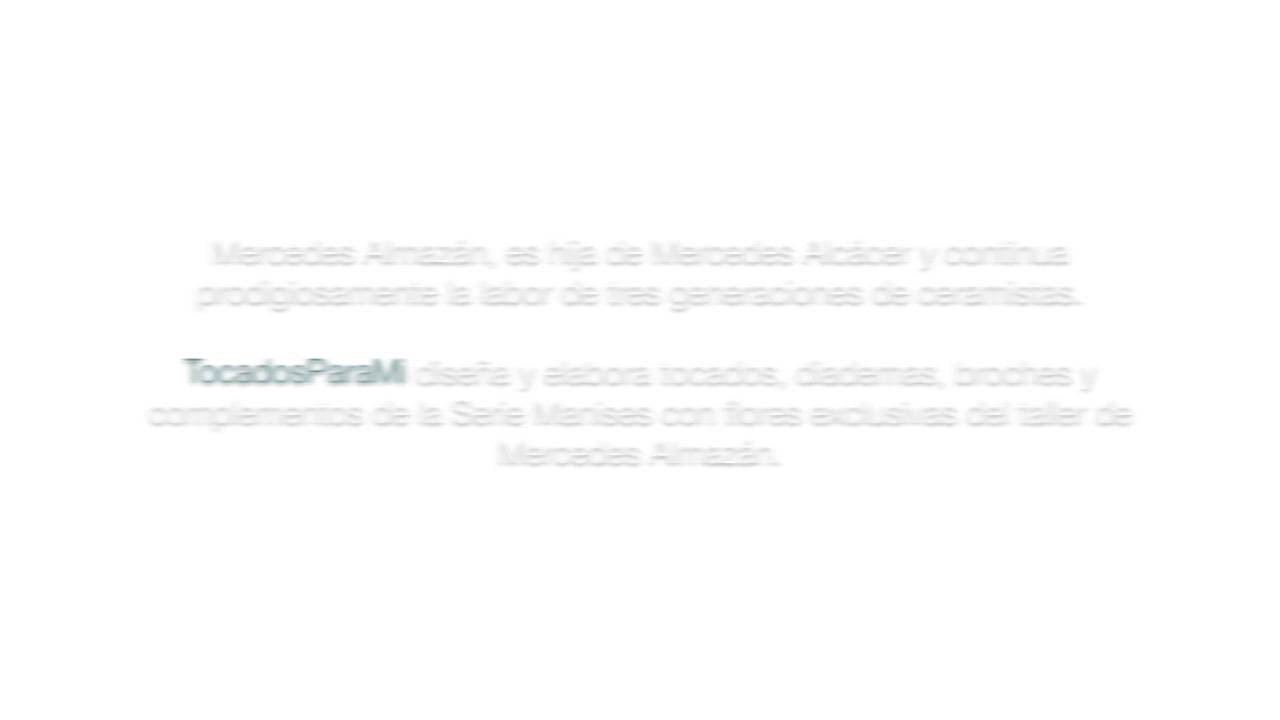 Mercedes Almazán, es hija de Mercedes Alcácer y continua
prodigiosamente la labor de tres generaciones de ceramistas.
TocadosParaMi diseña y elabora tocados, diademas, broches y
complementos de la Serie Manises con flores exclusivas del taller de
Mercedes Almazán.